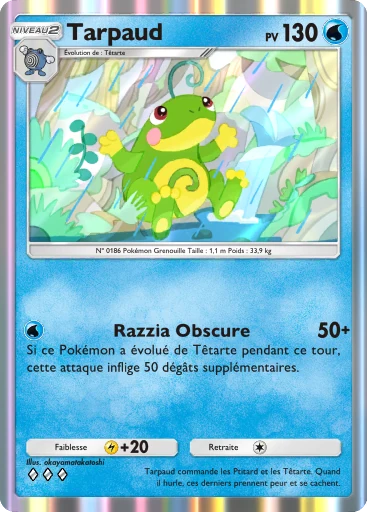 NIVEAU2
Tarpaud
PV 130
Évolution de : Têtarte
N° 0186 Pokémon Grenouille Taille : 1,1 m Poids : 33,9 kg
Razzia Obscure 50+
Si ce Pokémon a évolué de Têtarte pendant ce tour,
cette attaque inflige 50 dégâts supplémentaires.
Faiblesse +20 Retraite
Illus. okayamatakatoshi
Tarpaud commande les Ptitard et les Têtarte. Quand
il hurle, ces derniers prennent peur et se cachent.